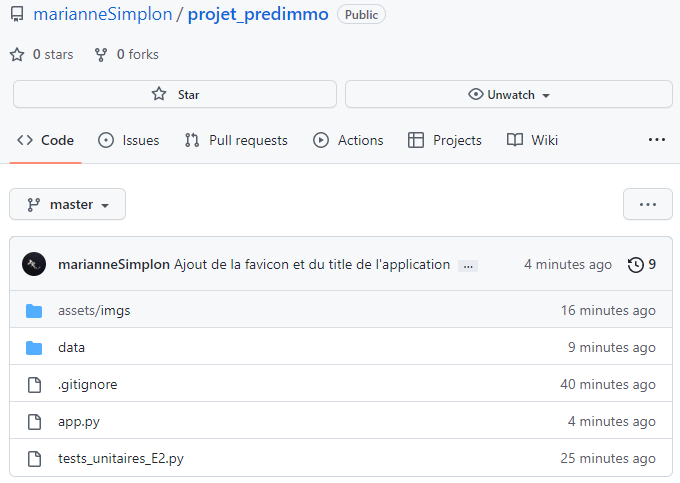 marianneSimplon / projet_predimmo Public
0 stars 0 forks
Star Unwatch
Code Issues Pull requests Actions Projects Wiki ...
master ...
marianneSimplon Ajout de la favicon et du title de l'application ... 4 minutes ago 9
assets/imgs 16 minutes ago
data 9 minutes ago
.gitignore 40 minutes ago
app.py 4 minutes ago
tests_unitaires_E2.py 25 minutes ago